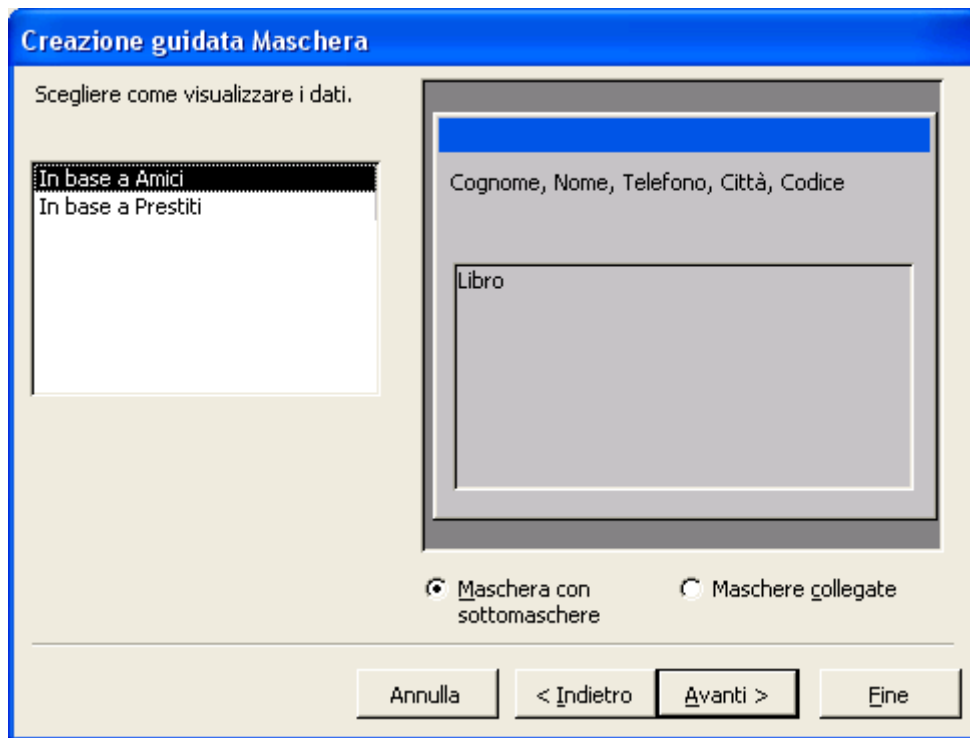 Creazione guidata Maschera
Scegliere come visualizzare i dati.
In base a Amici
In base a Prestiti
Cognome, Nome, Telefono, Città, Codice
Libro
Maschera con
sottomaschere
Maschere collegate
Annulla
< Indietro
Avanti >
Fine